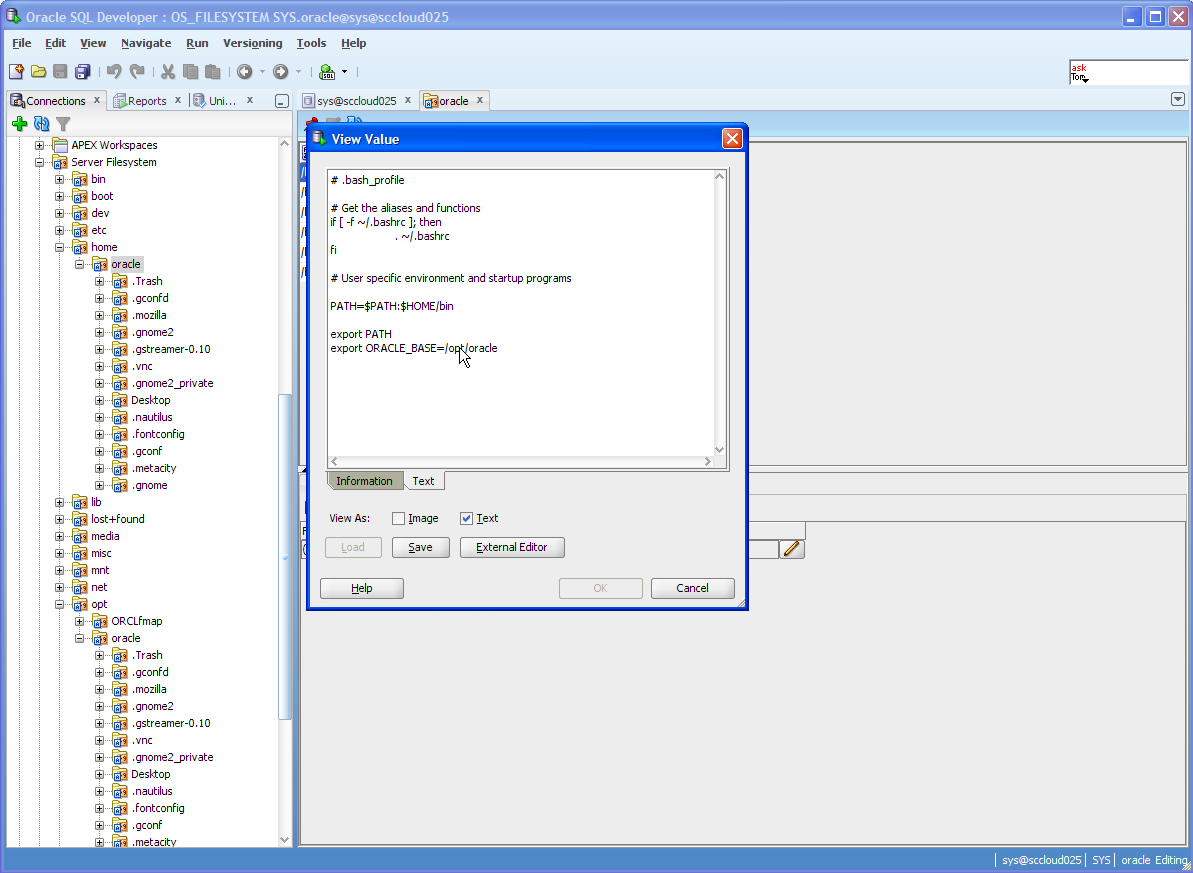 Oracle SQL Developer : OS_FILESYSTEM SYS.oracle@sys@sccloud025
File Edit View Navigate Run Versioning Tools Help
ask
Tom
Connections Reports Uni... sys@sccloud025 oracle
APEX Workspaces
Server Filesystem
bin
boot
dev
etc
home
oracle
.Trash
.gconfd
.mozilla
.gnome2
.gstreamer-0.10
.vnc
.gnome2_private
Desktop
.nautilus
.fontconfig
.gconf
.metacity
.gnome
lib
lost+found
media
misc
mnt
net
opt
ORCLfmap
oracle
.Trash
.gconfd
.mozilla
.gnome2
.gstreamer-0.10
.vnc
.gnome2_private
Desktop
.nautilus
.fontconfig
.gconf
.metacity
View Value
# .bash_profile
# Get the aliases and functions
if [ -f ~/.bashrc ]; then
. ~/.bashrc
fi
# User specific environment and startup programs
PATH=$PATH:$HOME/bin
export PATH
export ORACLE_BASE=/opt/oracle
Information Text
View As: Image Text
Load Save External Editor
Help OK Cancel
sys@sccloud025 SYS oracle Editing